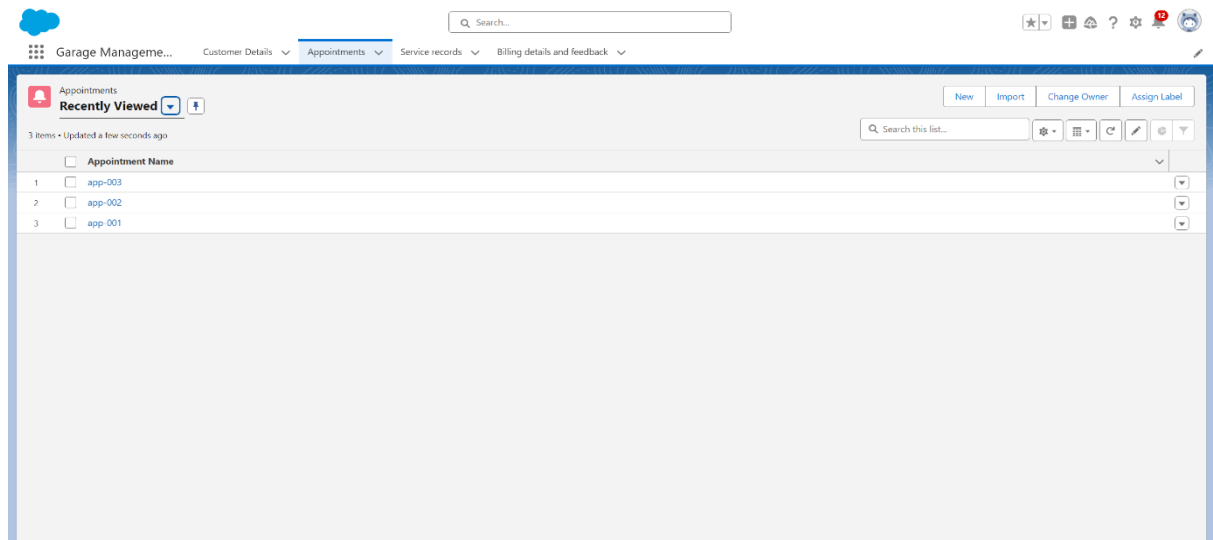 Search...
12
Garage Manageme... Customer Details Appointments Service records Billing details and feedback
Appointments
Recently Viewed
New Import Change Owner Assign Label
3 items • Updated a few seconds ago
Search this list...
Appointment Name
1 app-003
2 app-002
3 app-001